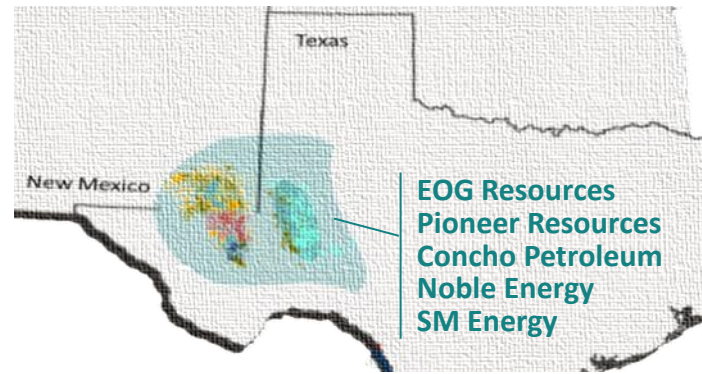 Texas
New Mexico
EOG Resources
Pioneer Resources
Concho Petroleum
Noble Energy
SM Energy